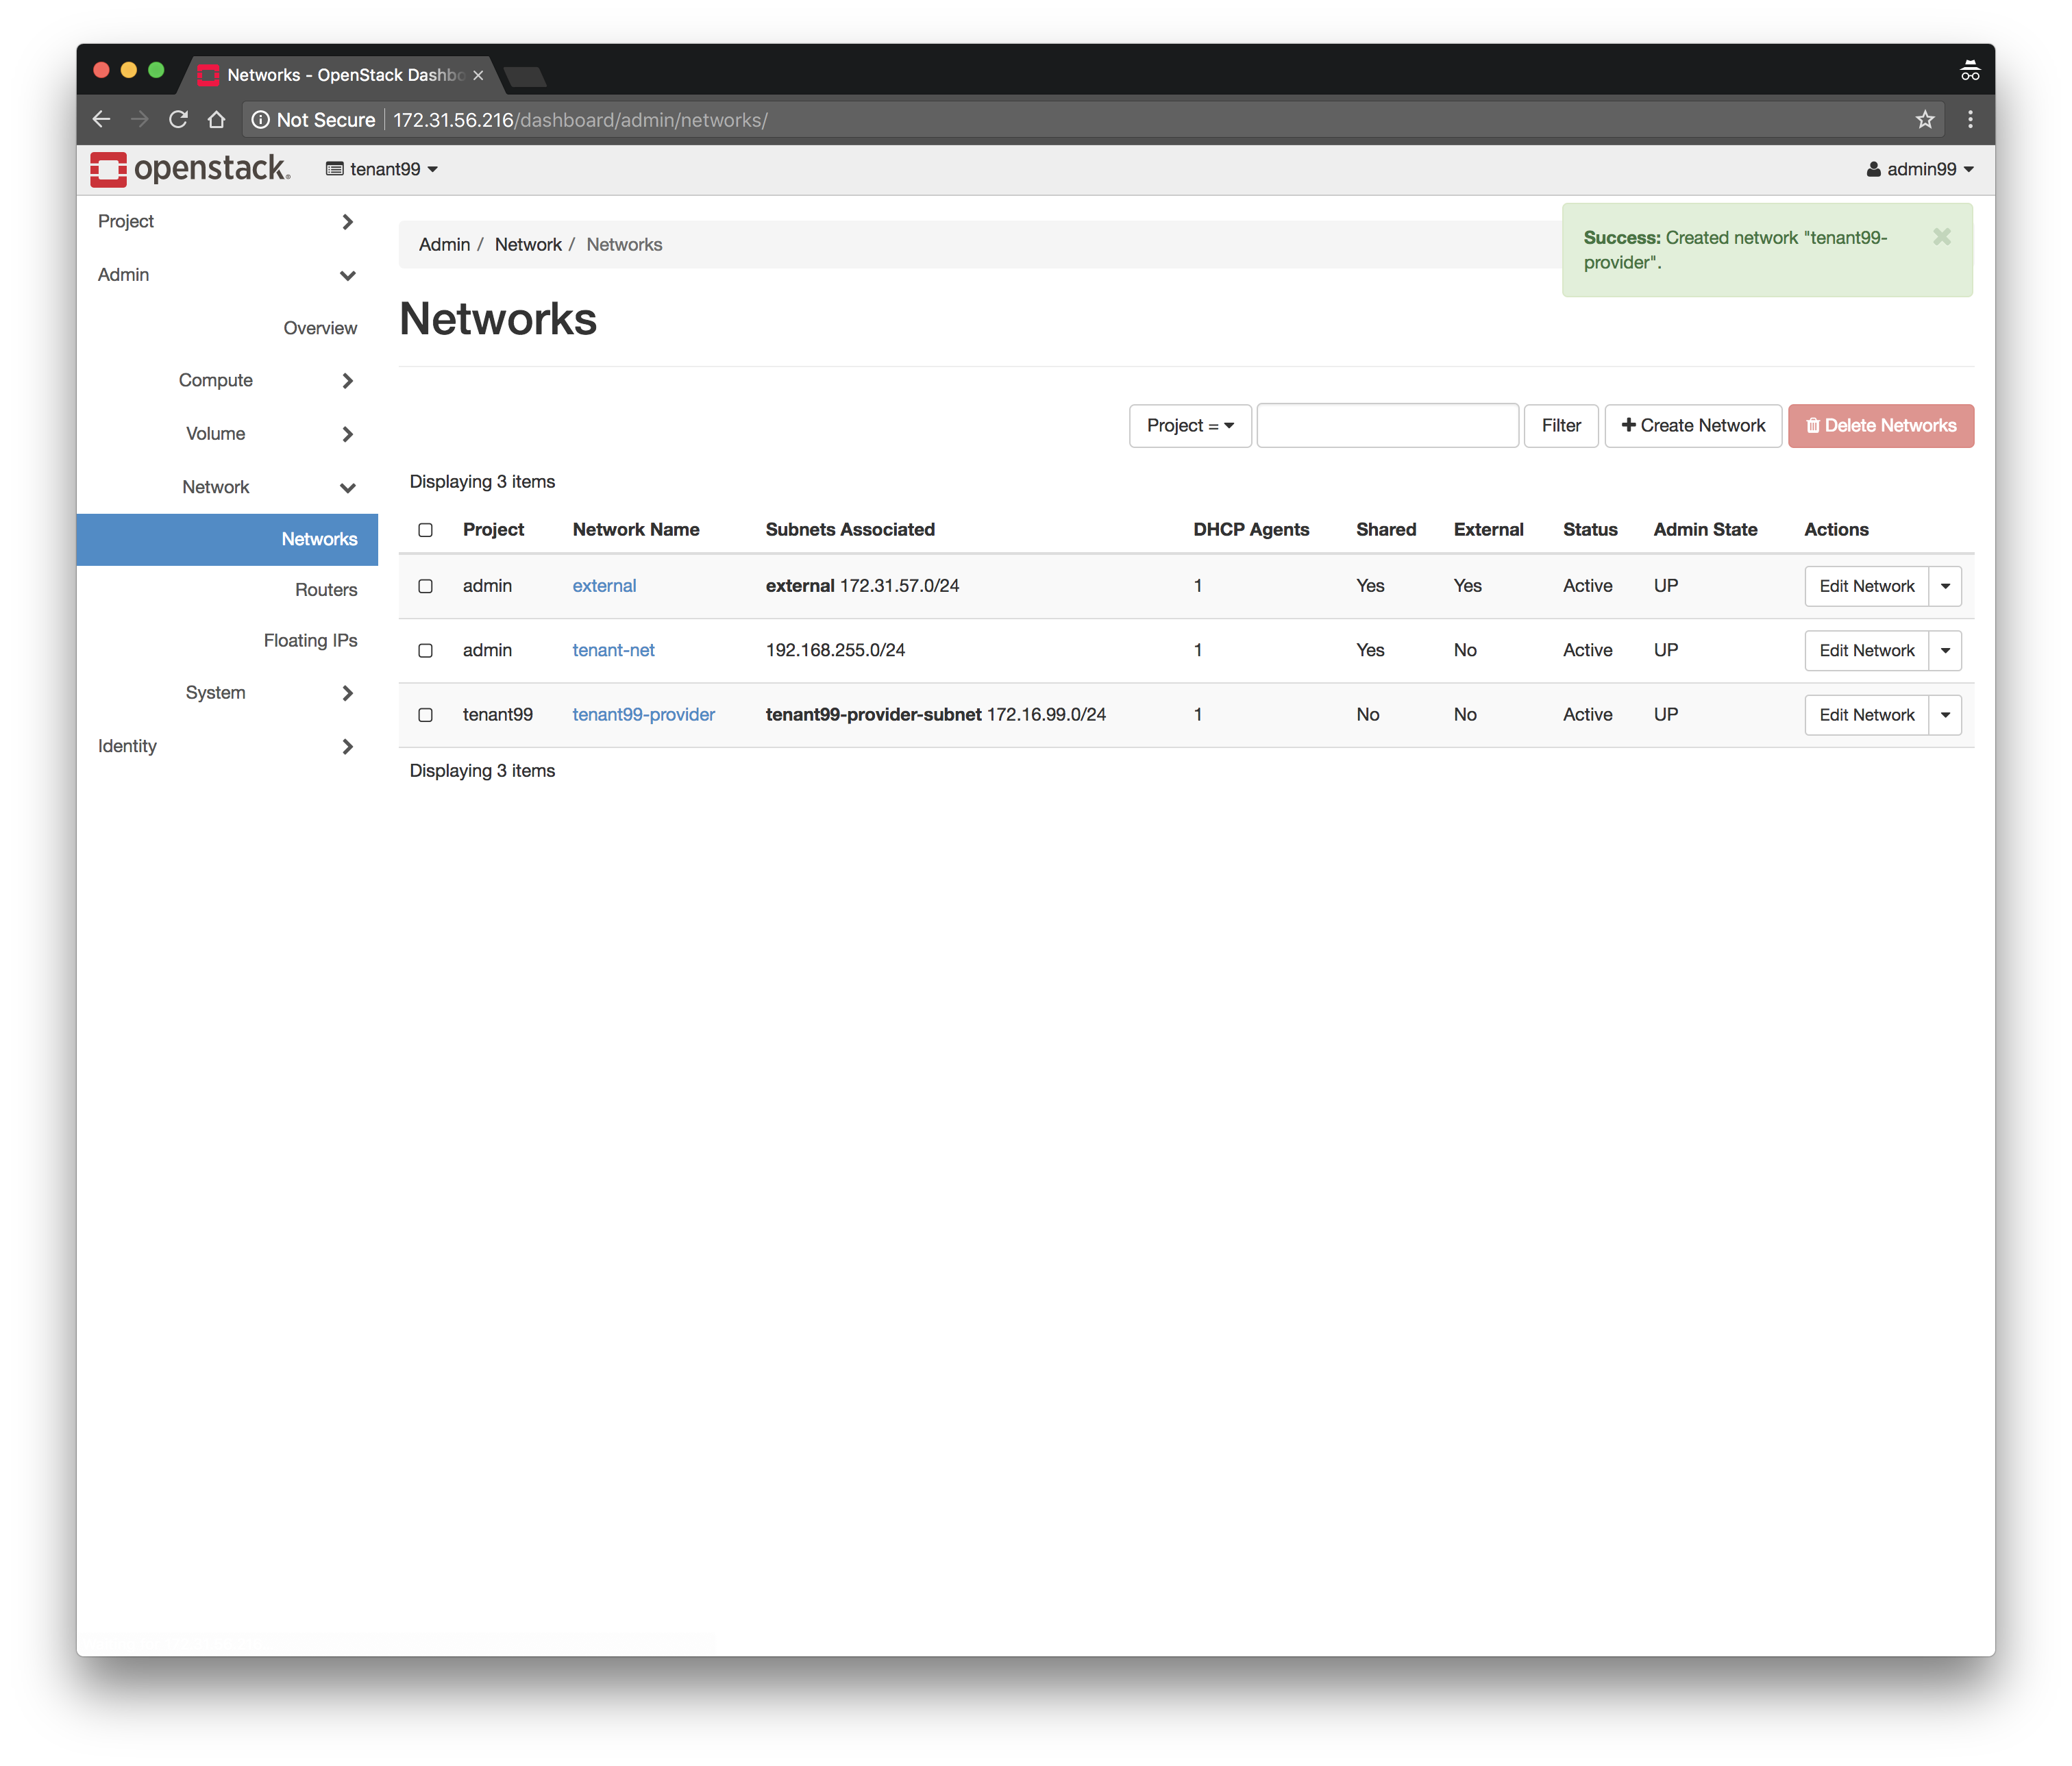 Networks - OpenStack Dashbo
Not Secure 172.31.56.216/dashboard/admin/networks/
openstack. tenant99 admin99
Project
Admin
Overview
Compute
Volume
Network
Networks
Routers
Floating IPs
System
Identity
Admin / Network / Networks
Success: Created network "tenant99-
provider".
Networks
Project = Filter Create Network Delete Networks
Displaying 3 items
Project Network Name Subnets Associated DHCP Agents Shared External Status Admin State Actions
admin external external 172.31.57.0/24 1 Yes Yes Active UP Edit Network
admin tenant-net 192.168.255.0/24 1 Yes No Active UP Edit Network
tenant99 tenant99-provider tenant99-provider-subnet 172.16.99.0/24 1 No No Active UP Edit Network
Displaying 3 items